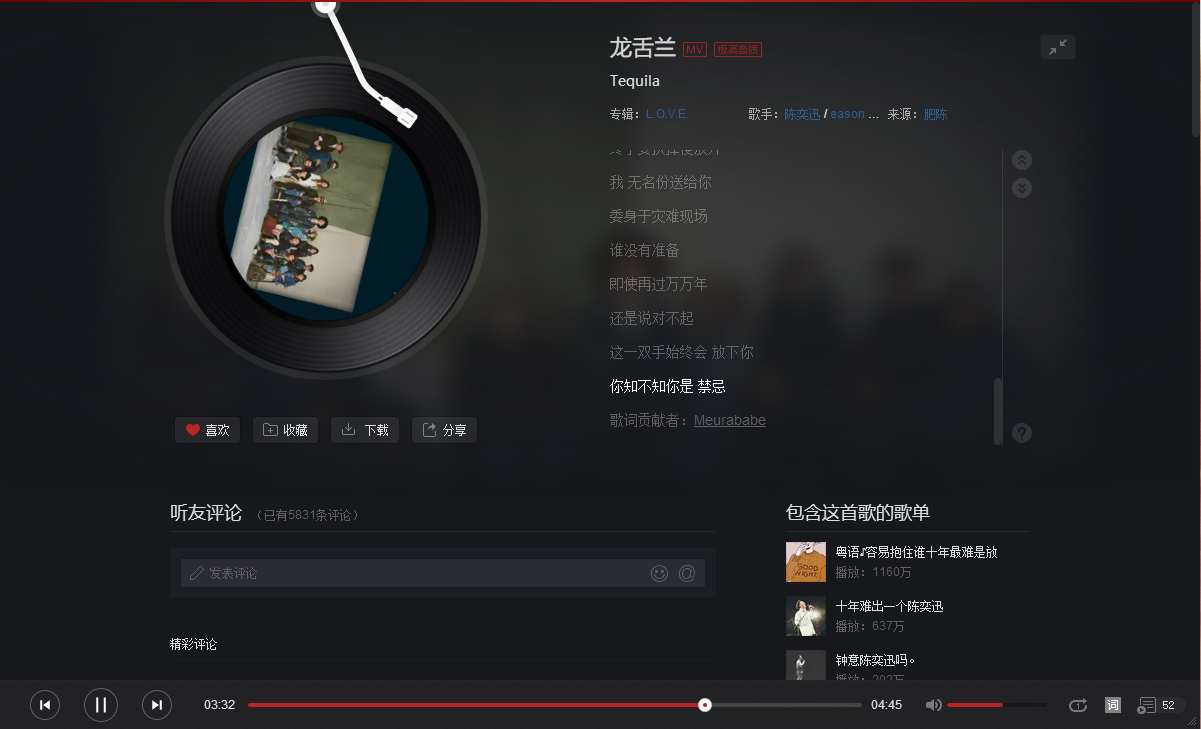 龙舌兰 MV 极高音质
Tequila
专辑：L.O.V.E. 歌手：陈奕迅 / eason ... 来源：肥陈
我 无名份送给你
委身于灾难现场
谁没有准备
即使再过万万年
还是说对不起
这一双手始终会 放下你
你知不知你是 禁忌
歌词贡献者：Meurababe
喜欢 收藏 下载 分享
听友评论 （已有5831条评论）
发表评论 @
精彩评论
包含这首歌的歌单
粤语♪容易抱住谁十年最难是放
播放：1160万
十年难出一个陈奕迅
播放：637万
钟意陈奕迅吗。
播放：202万
03:32 04:45 1 词 52